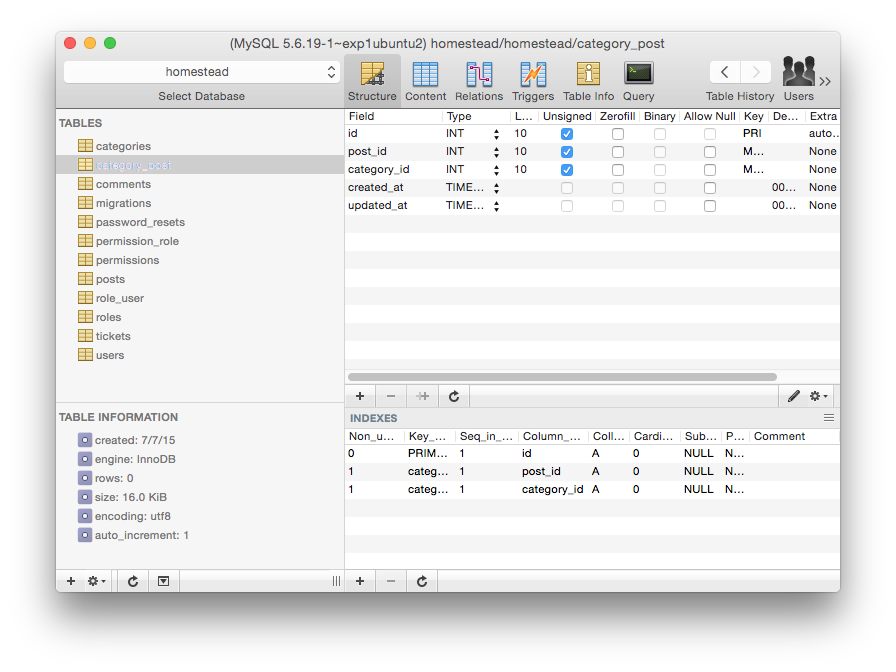 (MySQL 5.6.19-1~exp1ubuntu2) homestead/homestead/category_post
homestead
Select Database
Structure Content Relations Triggers Table Info Query Table History Users
TABLES
categories
category_post
comments
migrations
password_resets
permission_role
permissions
posts
role_user
roles
tickets
users
TABLE INFORMATION
created: 7/7/15
engine: InnoDB
rows: 0
size: 16.0 KiB
encoding: utf8
auto_increment: 1
Field Type L... Unsigned Zerofill Binary Allow Null Key De... Extra
id INT 10 PRI auto...
post_id INT 10 M... None
category_id INT 10 M... None
created_at TIME... 00... None
updated_at TIME... 00... None
INDEXES
Non_u... Key_... Seq_in_... Column_... Coll... Cardi... Sub... P... Comment
0 PRIM... 1 id A 0 NULL N...
1 categ... 1 post_id A 0 NULL N...
1 categ... 1 category_id A 0 NULL N...